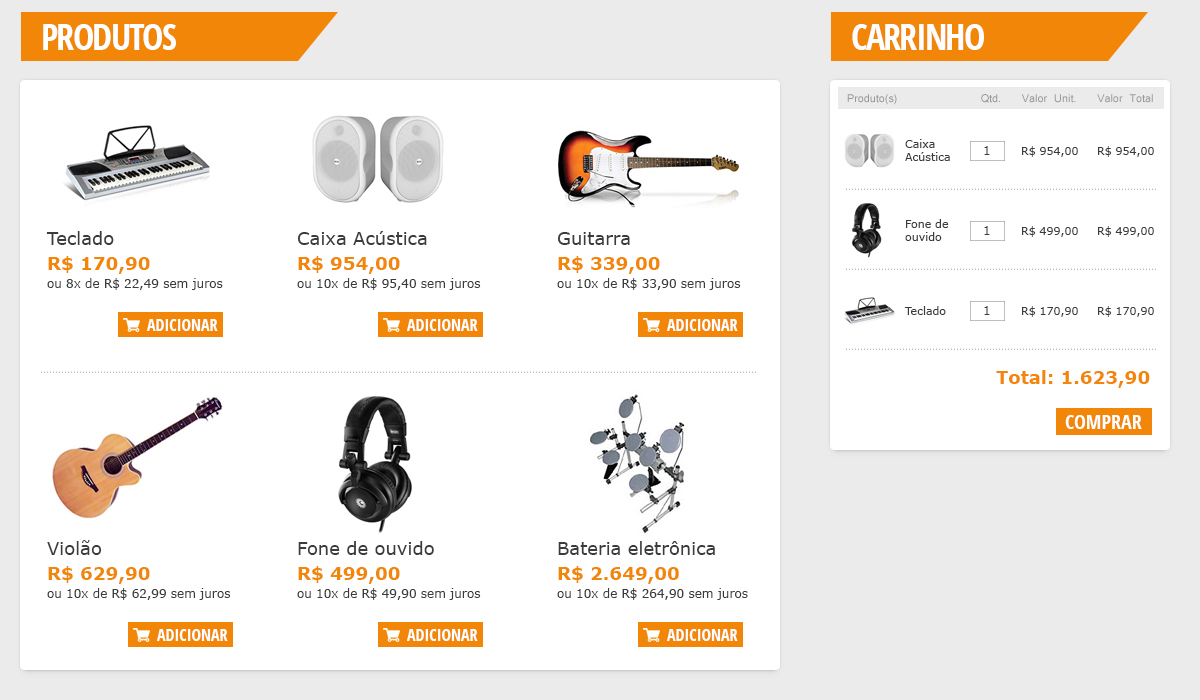 PRODUTOS
Teclado
R$ 170,90
ou 8x de R$ 22,49 sem juros
ADICIONAR
Caixa Acústica
R$ 954,00
ou 10x de R$ 95,40 sem juros
ADICIONAR
Guitarra
R$ 339,00
ou 10x de R$ 33,90 sem juros
ADICIONAR
Violão
R$ 629,90
ou 10x de R$ 62,99 sem juros
ADICIONAR
Fone de ouvido
R$ 499,00
ou 10x de R$ 49,90 sem juros
ADICIONAR
Bateria eletrônica
R$ 2.649,00
ou 10x de R$ 264,90 sem juros
ADICIONAR
CARRINHO
Produto(s) Qtd. Valor Unit. Valor Total
Caixa
Acústica 1 R$ 954,00 R$ 954,00
Fone de
ouvido 1 R$ 499,00 R$ 499,00
Teclado 1 R$ 170,90 R$ 170,90
Total: 1.623,90
COMPRAR